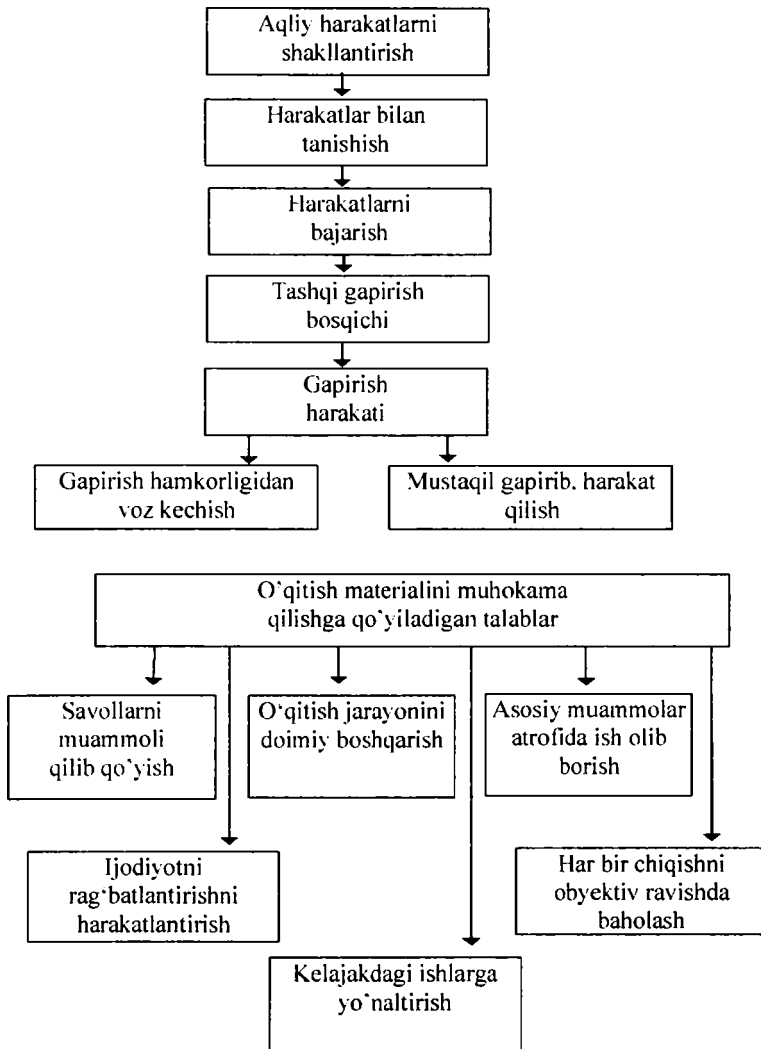 Aqliy harakatlarni
shakllantirish
Harakatlar bilan
tanishish
Harakatlarni
bajarish
Tashqi gapirish
bosqichi
Gapirish
harakati
Gapirish hamkorligidan
voz kechish
Mustaqil gapirib. harakat
qilish
O‘qitish materialini muhokama
qilishga qo‘yiladigan talablar
Savollarni
muammoli
qilib qo‘yish
O‘qitish jarayonini
doimiy boshqarish
Asosiy muammolar
atrofida ish olib
borish
Ijodiyotni
rag‘batlantirishni
harakatlantirish
Har bir chiqishni
obyektiv ravishda
baholash
Kelajakdagi ishlarga
yo‘naltirish